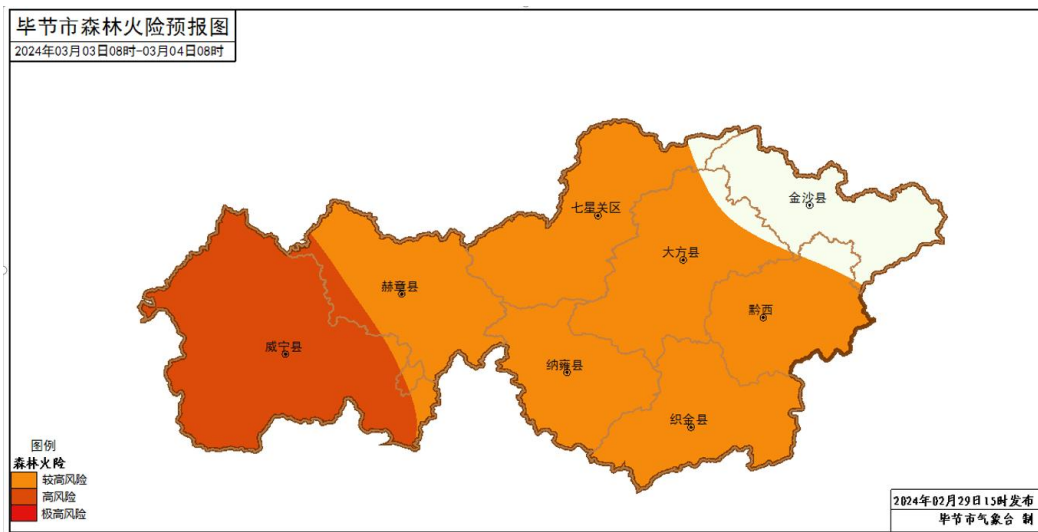 毕节市森林火险预报图
2024年03月03日08时-03月04日08时
金沙县
七星关区
大方县
赫章县
黔西
威宁县
纳雍县
织金县
图例
森林火险
较高风险
高风险
极高风险
2024年02月29日15时发布
毕节市气象台 制